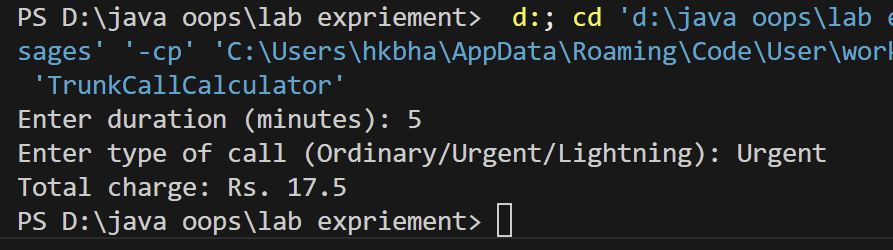 PS D:\java oops\lab expriement>  d:; cd 'd:\java oops\lab e
sages' '-cp' 'C:\Users\hkbha\AppData\Roaming\Code\User\work
 'TrunkCallCalculator'
Enter duration (minutes): 5
Enter type of call (Ordinary/Urgent/Lightning): Urgent
Total charge: Rs. 17.5
PS D:\java oops\lab expriement>